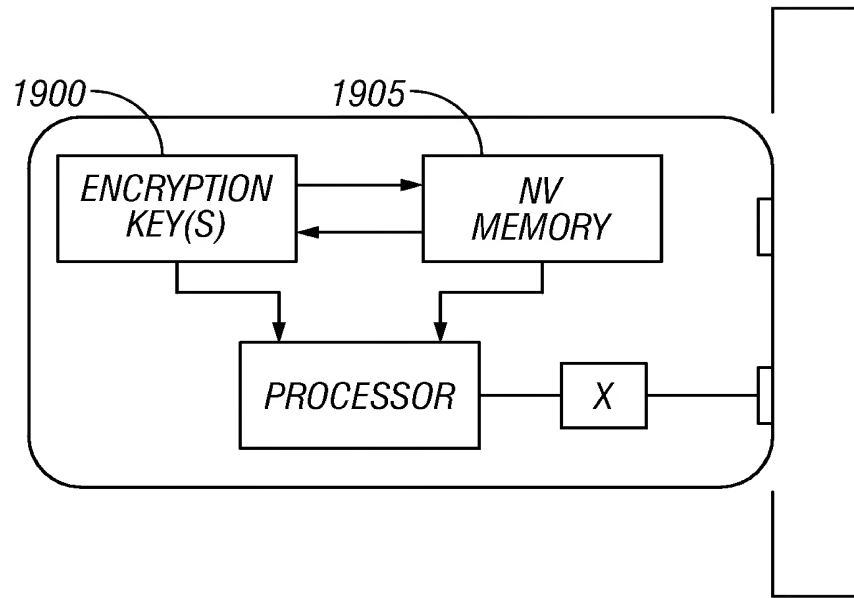 1900
1905
ENCRYPTION
KEY(S)
NV
MEMORY
PROCESSOR
X